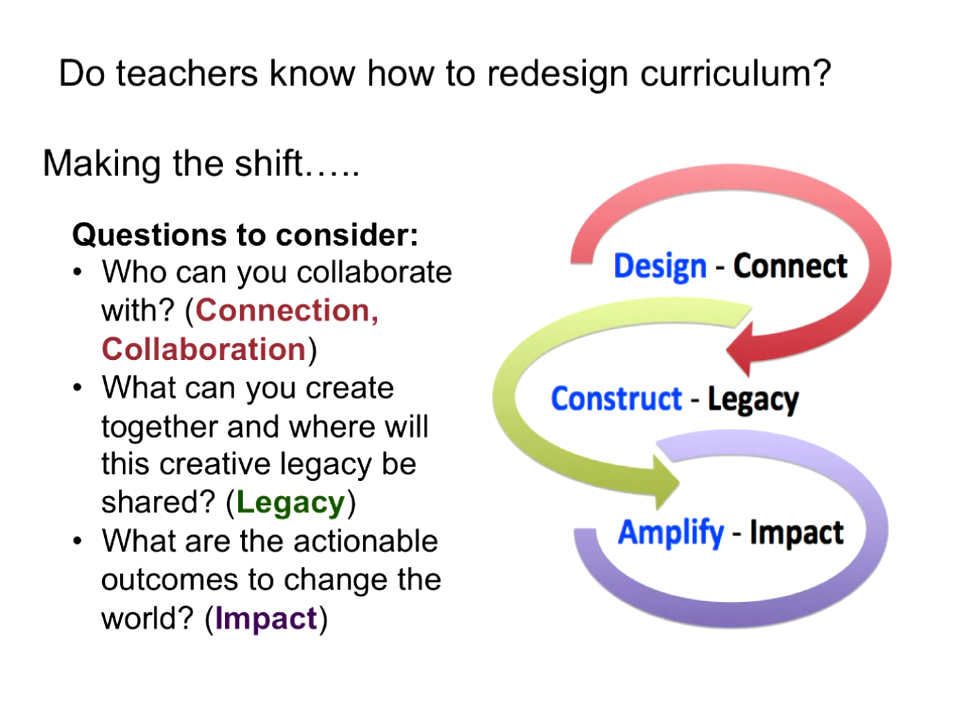 Do teachers know how to redesign curriculum?
Making the shift…..
Questions to consider:
• Who can you collaborate
with? (Connection,
Collaboration)
• What can you create
together and where will
this creative legacy be
shared? (Legacy)
• What are the actionable
outcomes to change the
world? (Impact)
Design - Connect
Construct - Legacy
Amplify - Impact